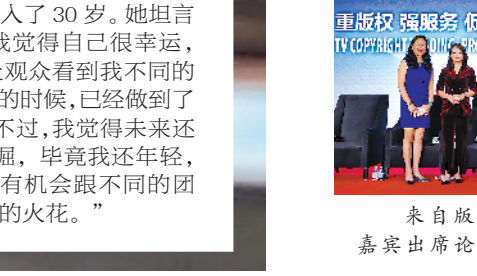 入了30岁。她坦言
我觉得自己很幸运，
观众看到我不同的
的时候，已经做到了
不过，我觉得未来还
掘，毕竟我还年轻，
有机会跟不同的团
的火花。”
重版权 强服务
TV COPYRIGHT
来自版
嘉宾出席论